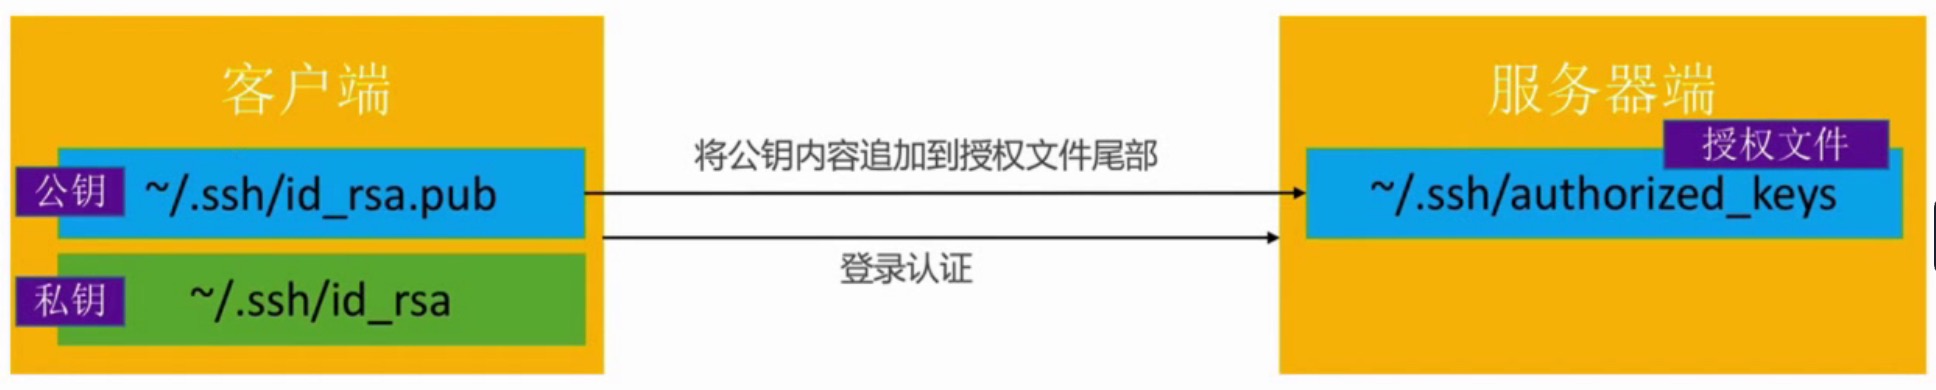 客户端
公钥
~/.ssh/id_rsa.pub
私钥
~/.ssh/id_rsa
将公钥内容追加到授权文件尾部
登录认证
服务器端
授权文件
~/.ssh/authorized_keys